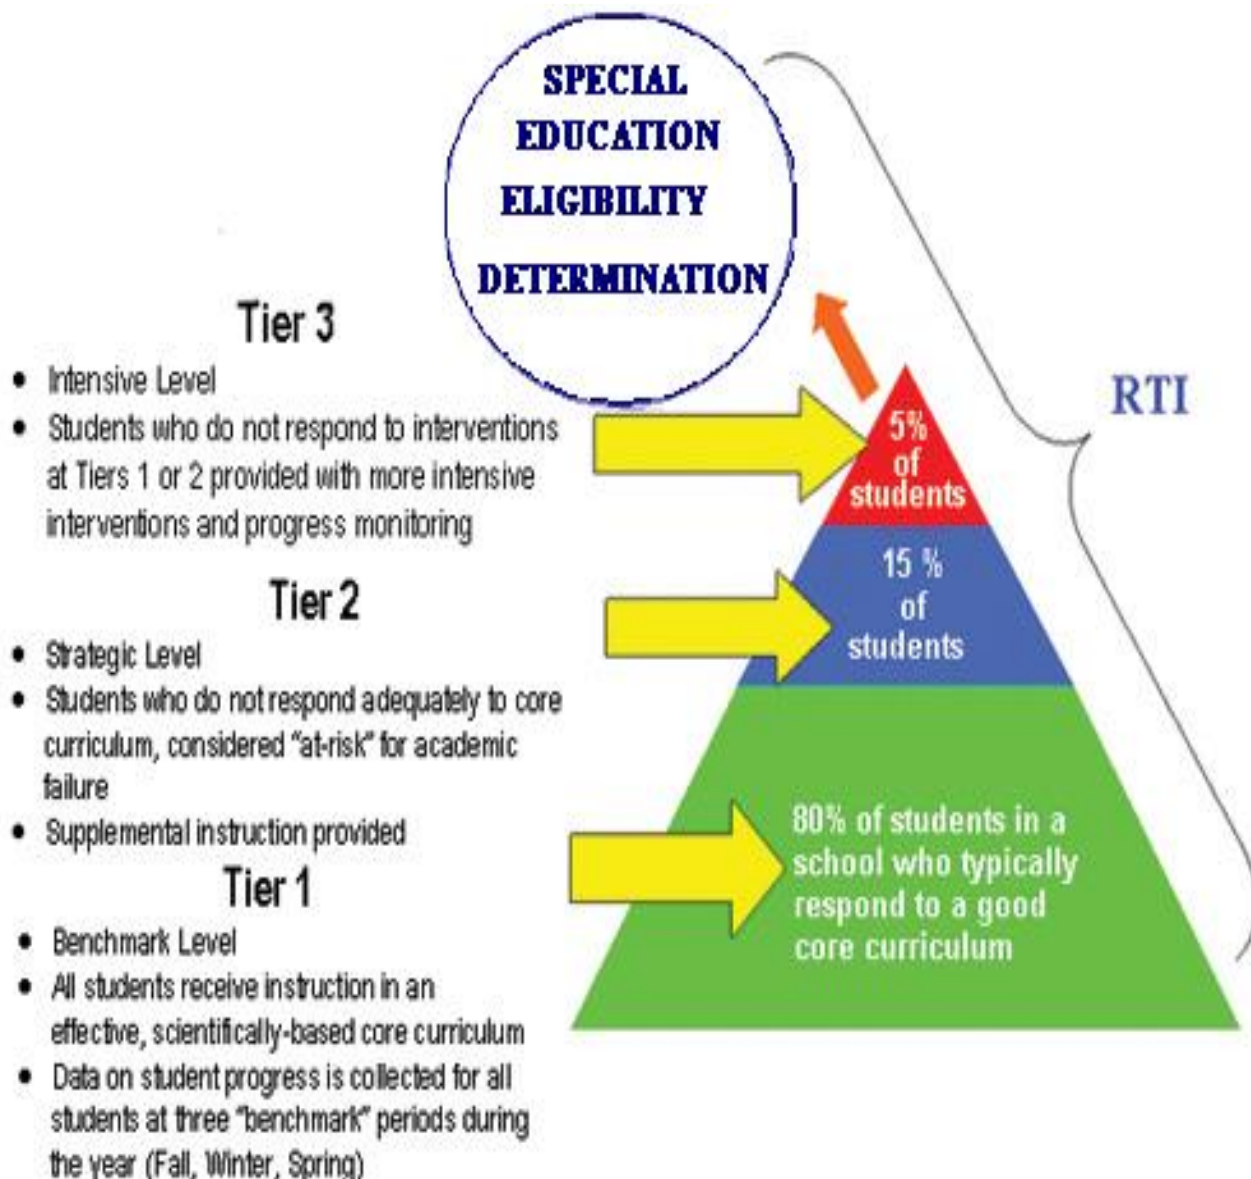 SPECIAL
EDUCATION
ELIGIBILITY
DETERMINATION
Tier 3
• Intensive Level
• Students who do not respond to interventions
at Tiers 1 or 2 provided with more intensive
interventions and progress monitoring
Tier 2
• Strategic Level
• Students who do not respond adequately to core
curriculum, considered "at-risk" for academic
failure
• Supplemental instruction provided
Tier 1
• Benchmark Level
• All students receive instruction in an
effective, scientifically-based core curriculum
• Data on student progress is collected for all
students at three "benchmark" periods during
the year (Fall, Winter, Spring)
5%
of
students
15 %
of
students
80% of students in a
school who typically
respond to a good
core curriculum
RTI